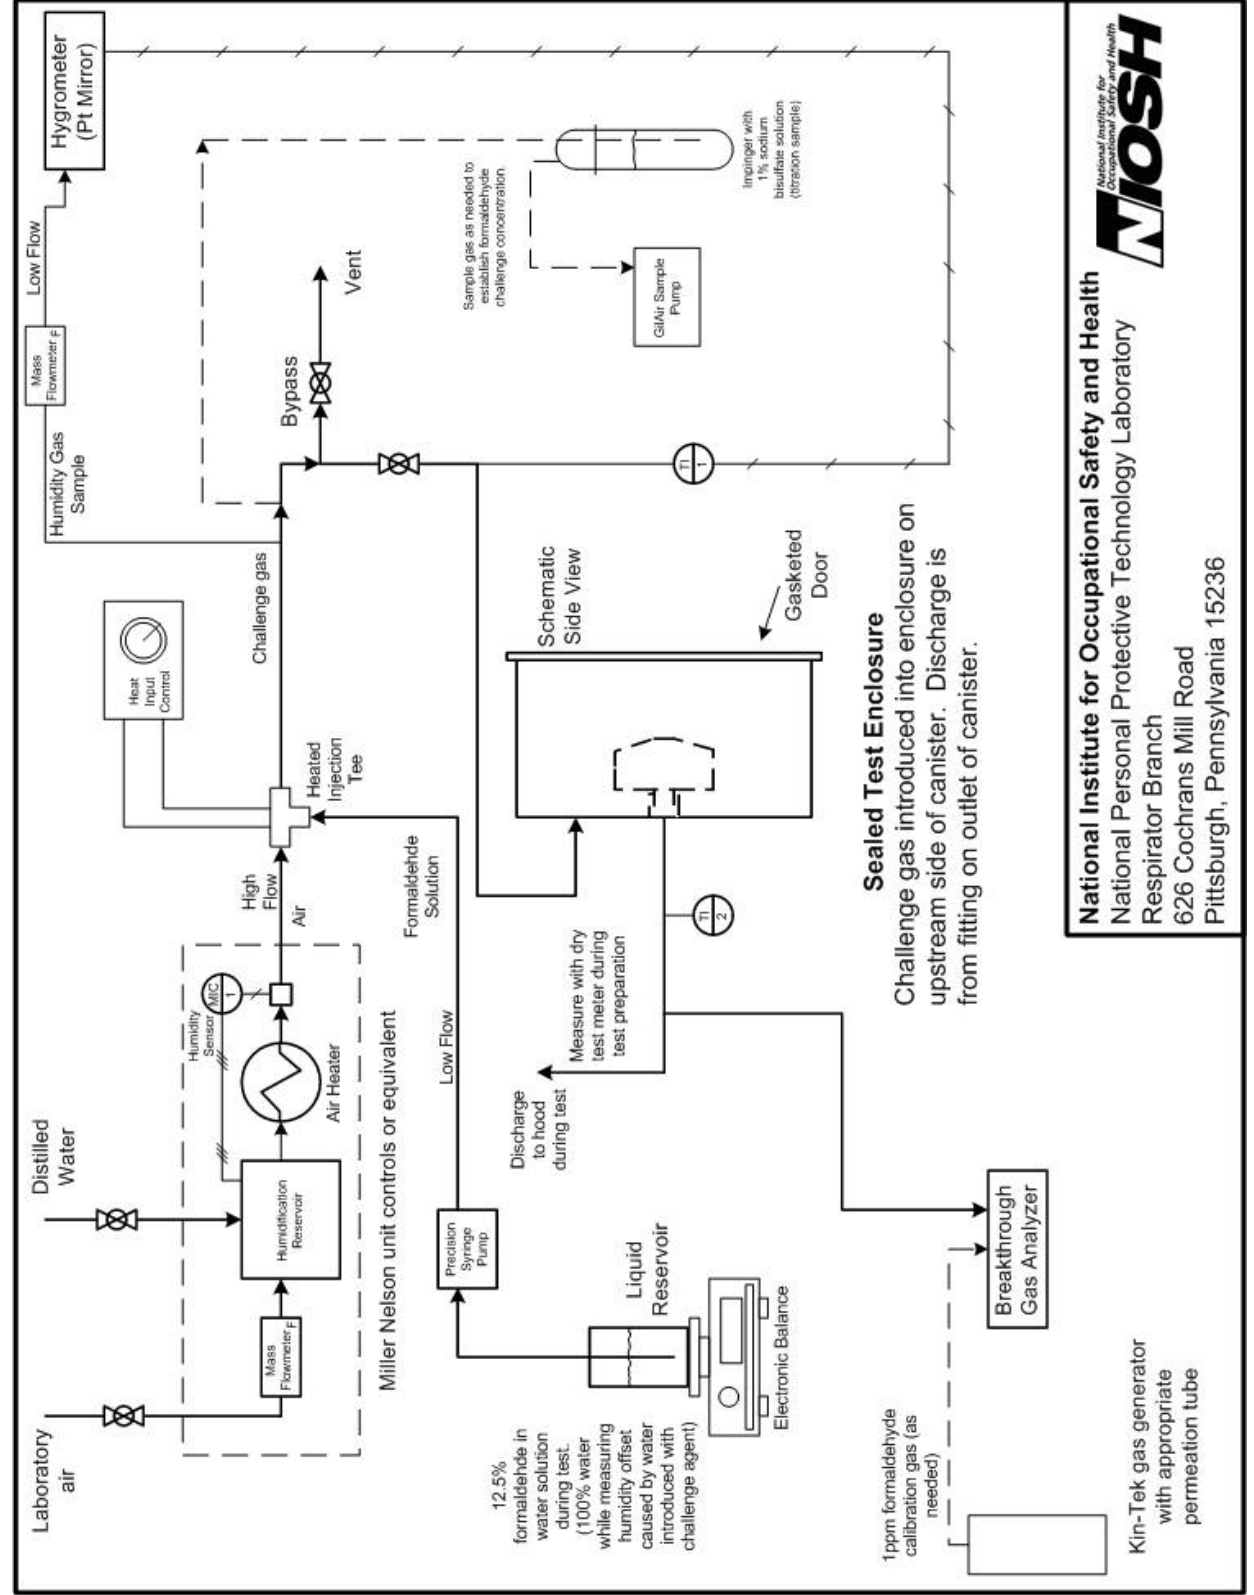 Laboratory
air
Distilled
Water
Mass
Flowmeter
F
Humidification
Reservoir
Air Heater
Humidity
Sensor
MIC
1
Miller Nelson unit controls or equivalent
High
Flow
Air
Heated
Injection
Tee
Heat
Input
Control
Challenge gas
Humidity Gas
Sample
Mass
Flowmeter
F
Low Flow
Hygrometer
(Pt Mirror)
Bypass
Vent
Sample gas as needed to
establish formaldehyde
challenge concentration.
Impinger with
1% sodium
bisulfate solution
(titration sample)
GilAir Sample
Pump
TI
1
Formaldehde
Solution
Low Flow
Precision
Syringe
Pump
Liquid
Reservoir
Electronic Balance
12.5%
formaldehde in
water solution
during test.
(100% water
while measuring
humidity offset
caused by water
introduced with
challenge agent)
Discharge
to hood
during test
Measure with dry
test meter during
test preparation
TI
2
Schematic
Side View
Gasketed
Door
Sealed Test Enclosure
Challenge gas introduced into enclosure on
upstream side of canister. Discharge is
from fitting on outlet of canister.
1ppm formaldehyde
calibration gas (as
needed)
Breakthrough
Gas Analyzer
Kin-Tek gas generator
with appropriate
permeation tube
National Institute for Occupational Safety and Health
National Personal Protective Technology Laboratory
Respirator Branch
626 Cochrans Mill Road
Pittsburgh, Pennsylvania 15236
National Institute for
Occupational Safety and Health
NIOSH